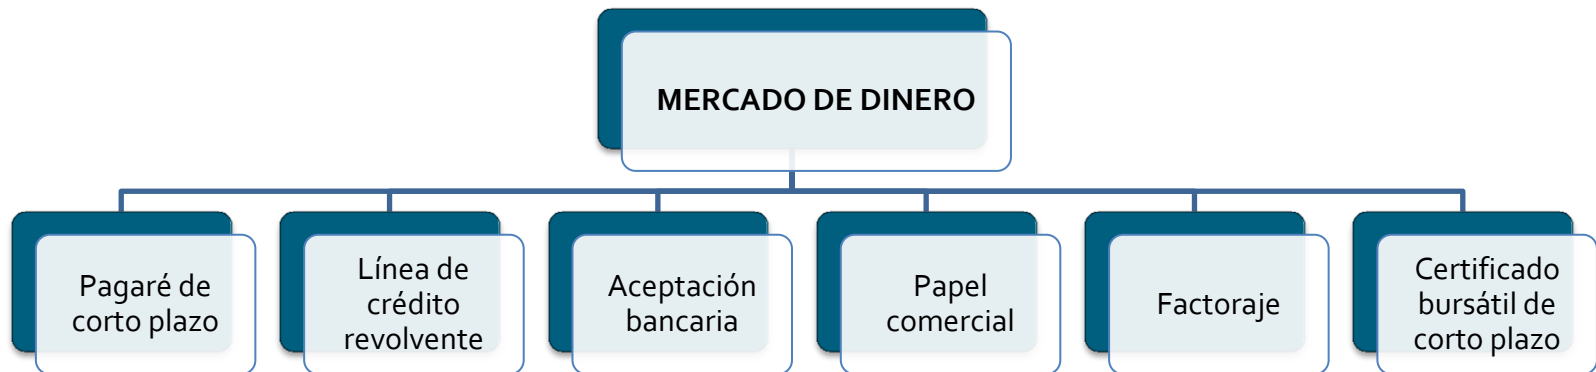 MERCADO DE DINERO
Pagaré de
corto plazo
Línea de
crédito
revolvente
Aceptación
bancaria
Papel
comercial
Factoraje
Certificado
bursátil de
corto plazo